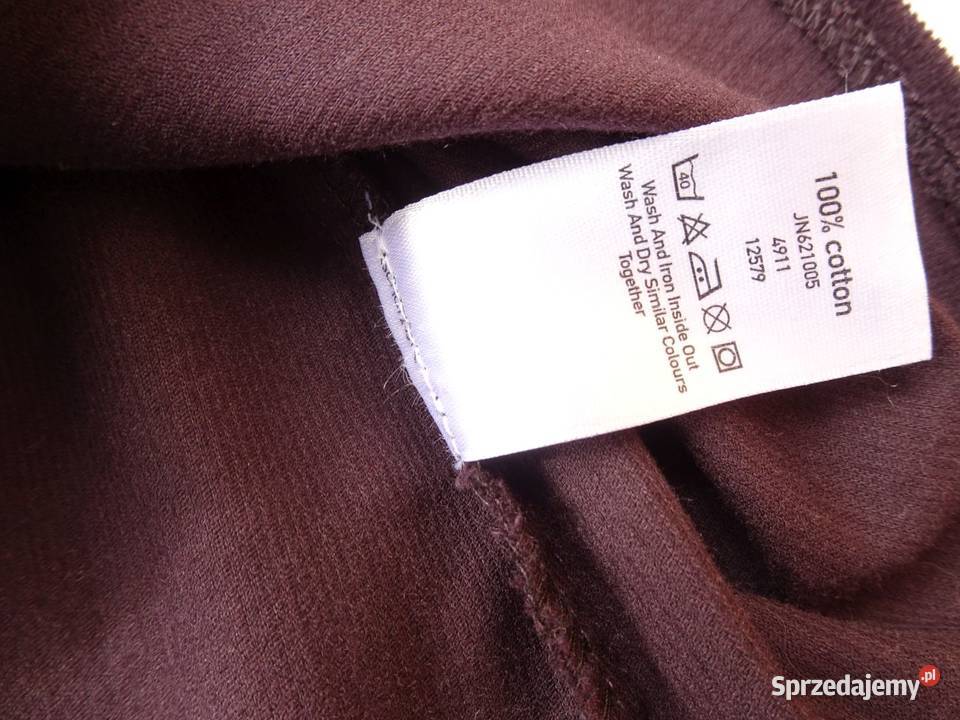 100% cotton
JN621005
4911
12579
40
Wash And Iron Inside Out
Wash And Dry Similar Colours
Together
Sprzedajemy.pl